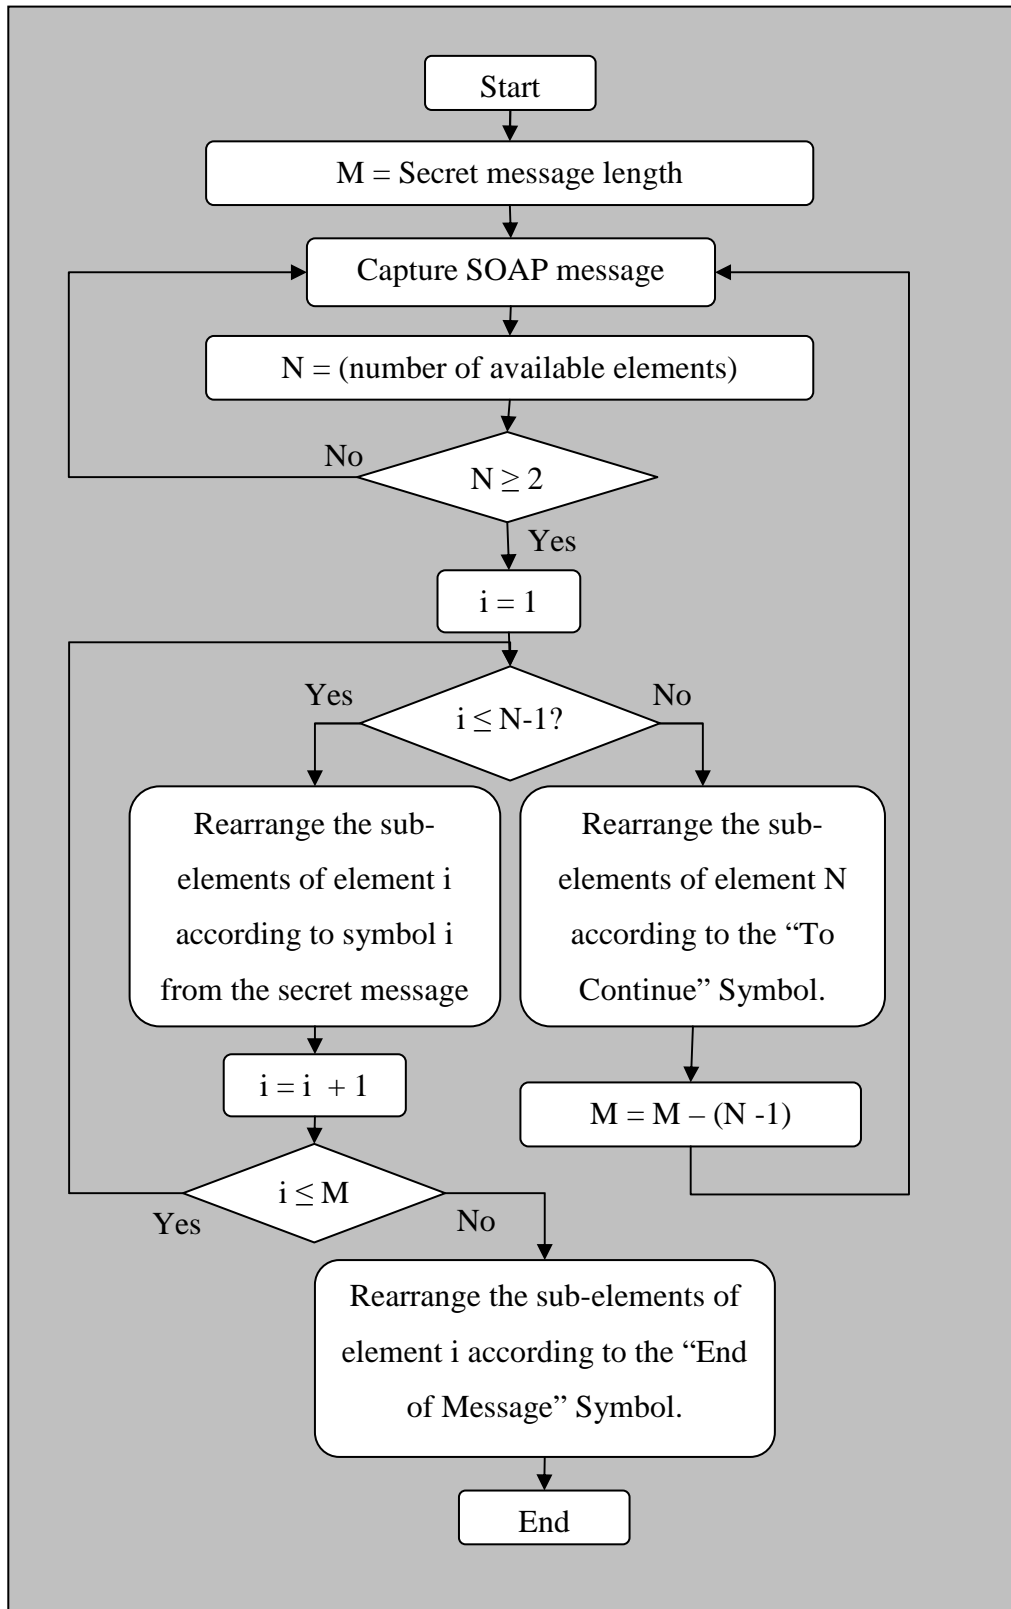 Start
M = Secret message length
Capture SOAP message
N = (number of available elements)
No
N ≥ 2
Yes
i = 1
Yes
No
i ≤ N-1?
Rearrange the sub-
elements of element i
according to symbol i
from the secret message
Rearrange the sub-
elements of element N
according to the “To
Continue” Symbol.
i = i  + 1
M = M – (N -1)
i ≤ M
Yes
No
Rearrange the sub-elements of
element i according to the “End
of Message” Symbol.
End